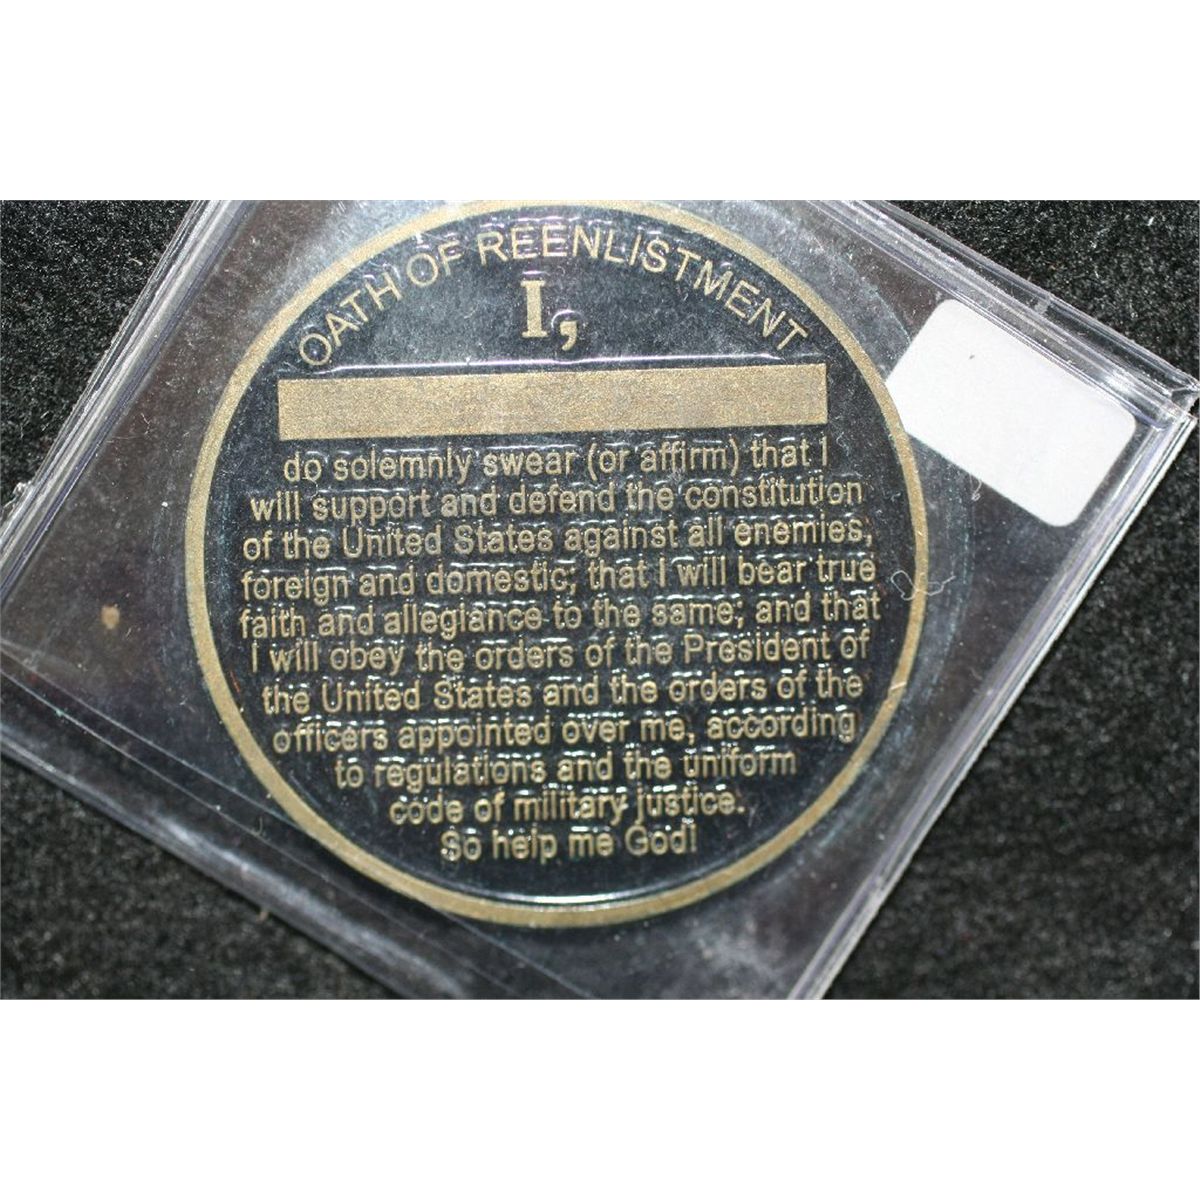 OATH OF REENLISTMENT
I,
do solemnly swear (or affirm) that I
will support and defend the constitution
of the United States against all enemies,
foreign and domestic; that I will bear true
faith and allegiance to the same; and that
I will obey the orders of the President of
the United States and the orders of the
officers appointed over me, according
to regulations and the uniform
code of military justice.
So help me God!